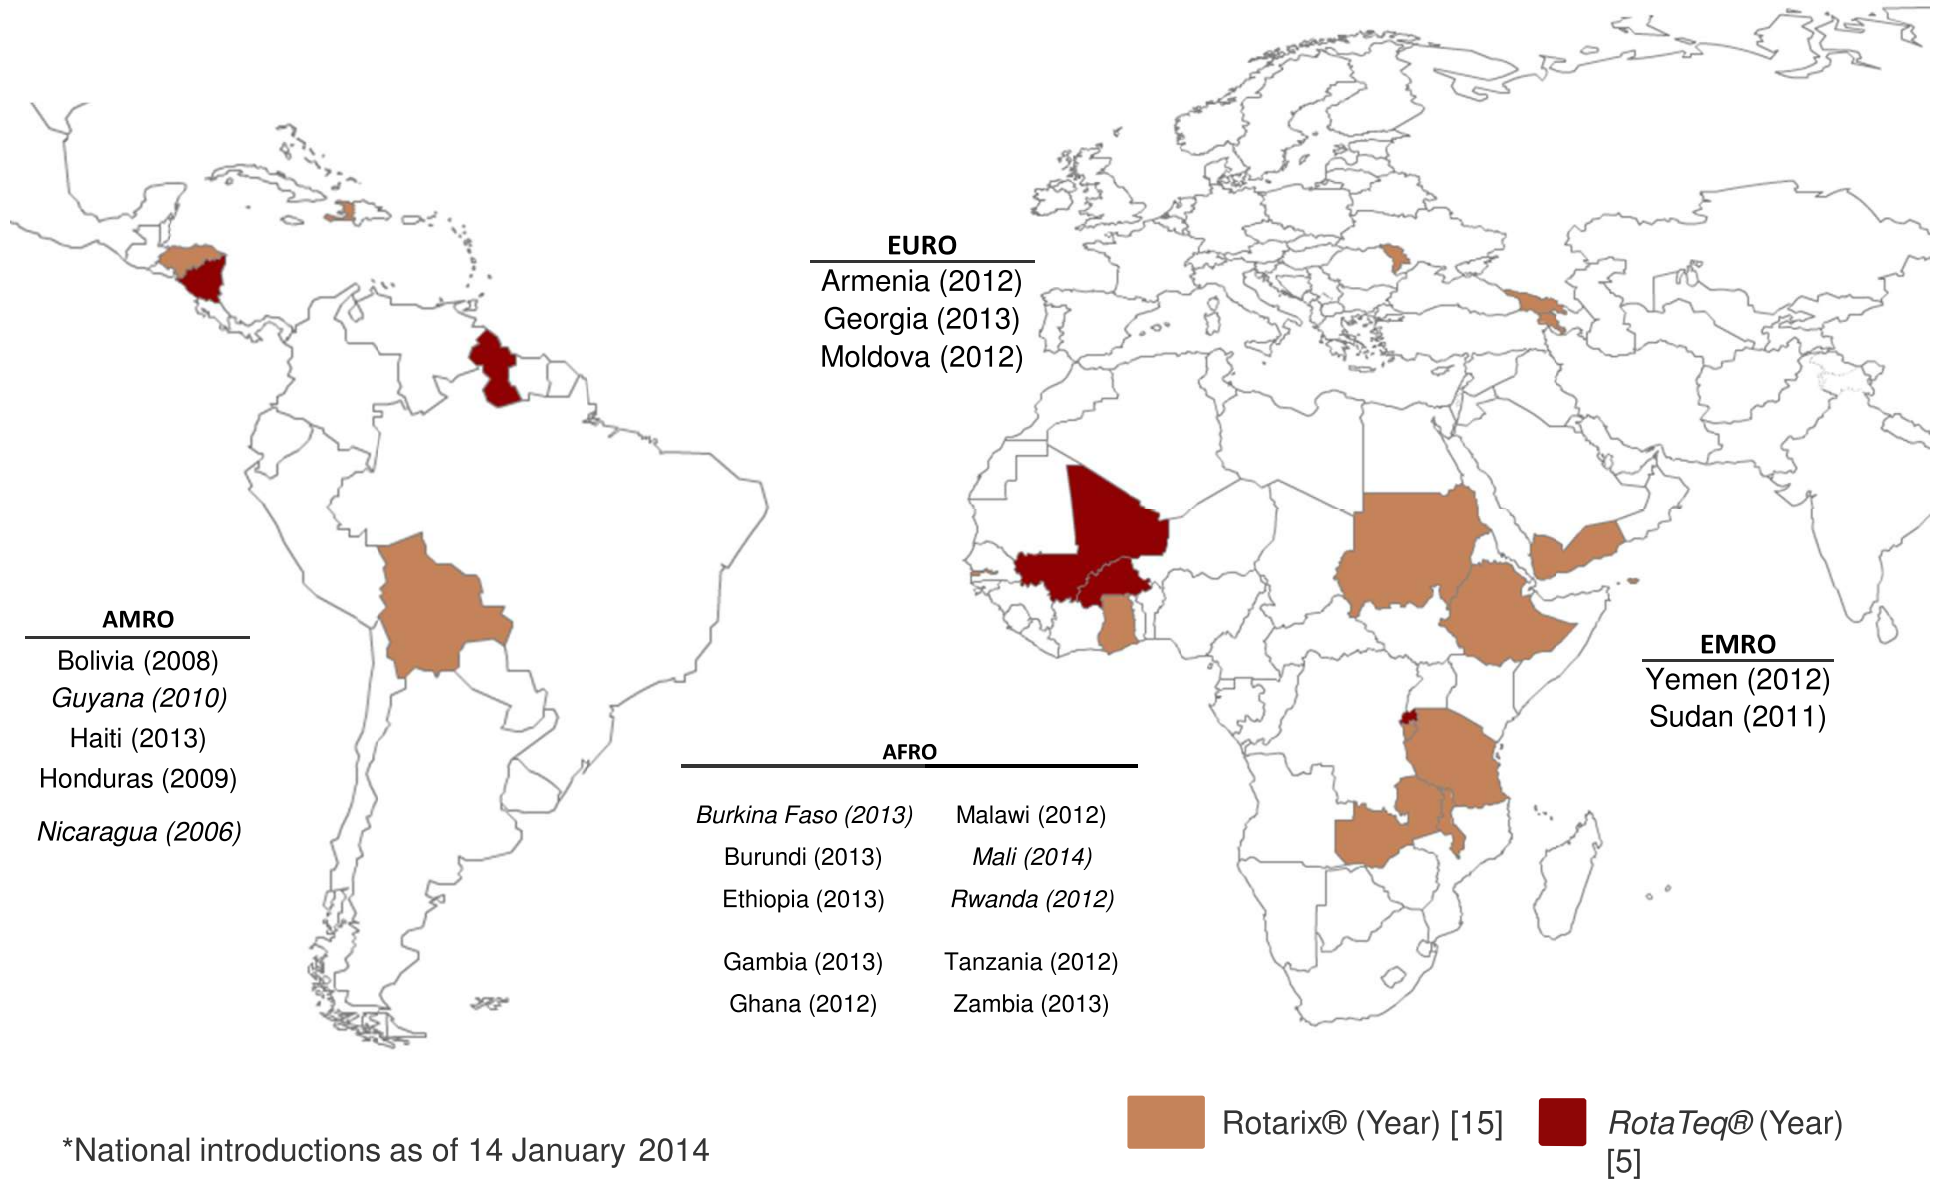 EURO
Armenia (2012)
Georgia (2013)
Moldova (2012)
AMRO
Bolivia (2008)
Guyana (2010)
Haiti (2013)
Honduras (2009)
Nicaragua (2006)
EMRO
Yemen (2012)
Sudan (2011)
AFRO
Burkina Faso (2013) Malawi (2012)
Burundi (2013) Mali (2014)
Ethiopia (2013) Rwanda (2012)
Gambia (2013) Tanzania (2012)
Ghana (2012) Zambia (2013)
Rotarix® (Year) [15]
RotaTeq® (Year)
[5]
*National introductions as of 14 January 2014